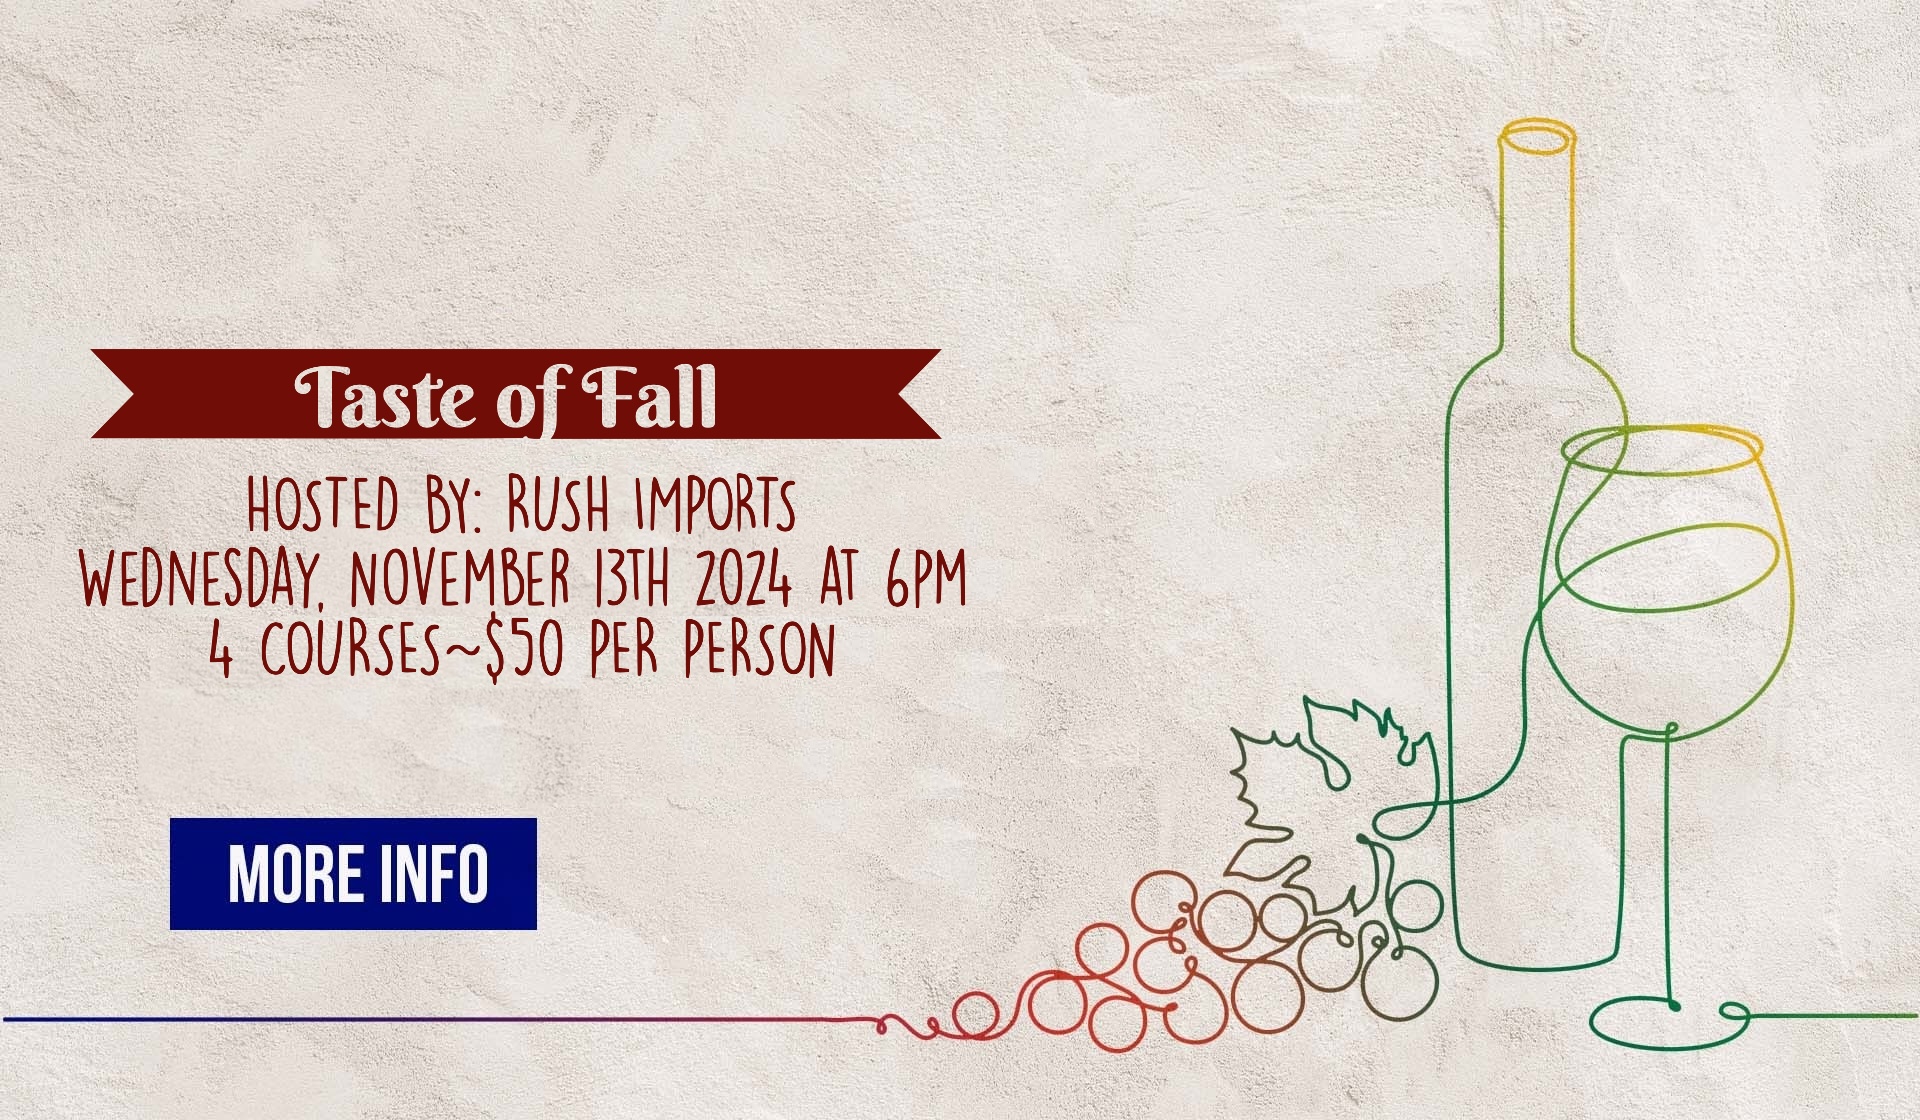 Taste of Fall
HOSTED BY: RUSH IMPORTS
WEDNESDAY, NOVEMBER 13TH 2024 AT 6PM
4 COURSES~$50 PER PERSON
MORE INFO